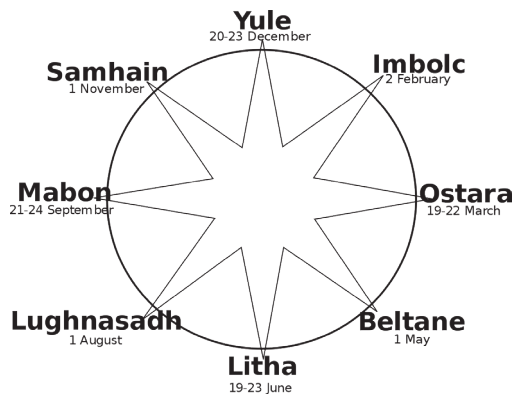 Yule
20-23 December
Imbolc
2 February
Samhain
1 November
Ostara
19-22 March
Mabon
21-24 September
Beltane
1 May
Lughnasadh
1 August
Litha
19-23 June